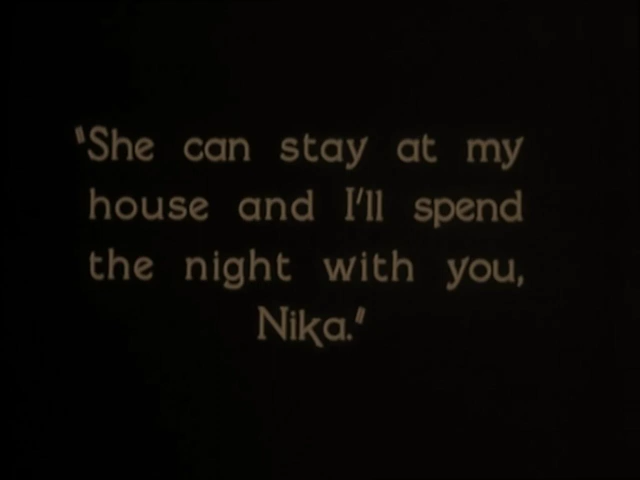 "She can stay at my
house and I'll spend
the night with you,
Nika."